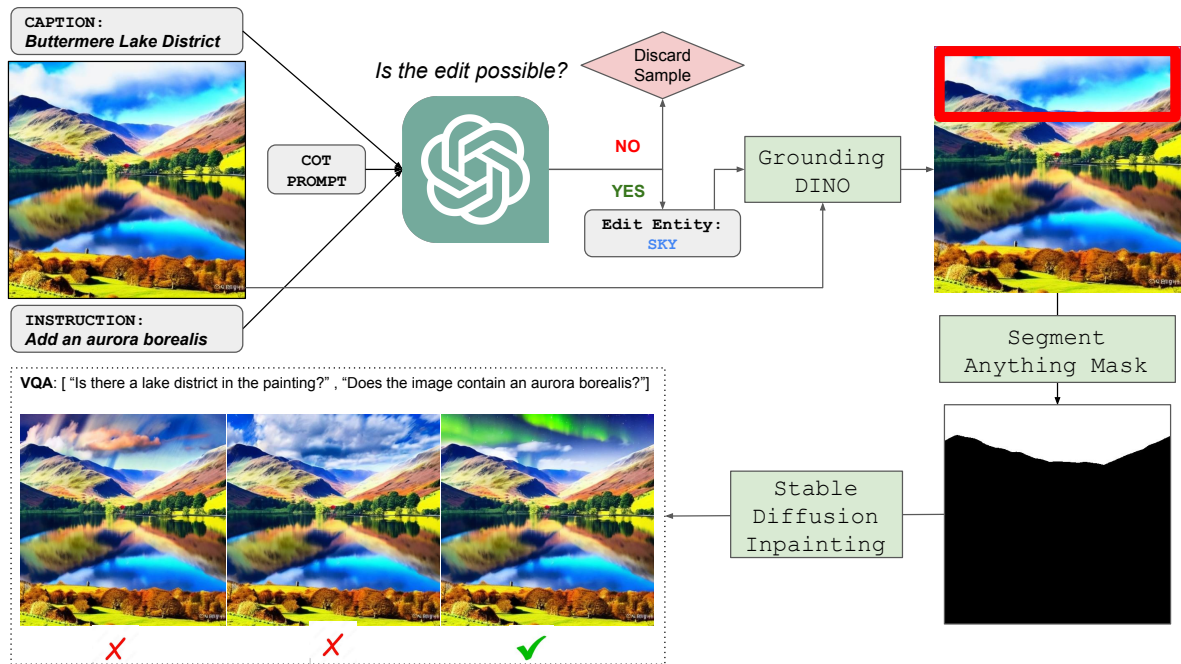 CAPTION:
Buttermere Lake District
Is the edit possible?
Discard
Sample
COT
PROMPT
NO
YES
Edit Entity:
SKY
Grounding
DINO
INSTRUCTION:
Add an aurora borealis
Segment
Anything Mask
VQA: [ “Is there a lake district in the painting?” , “Does the image contain an aurora borealis?”]
Stable
Diffusion
Inpainting